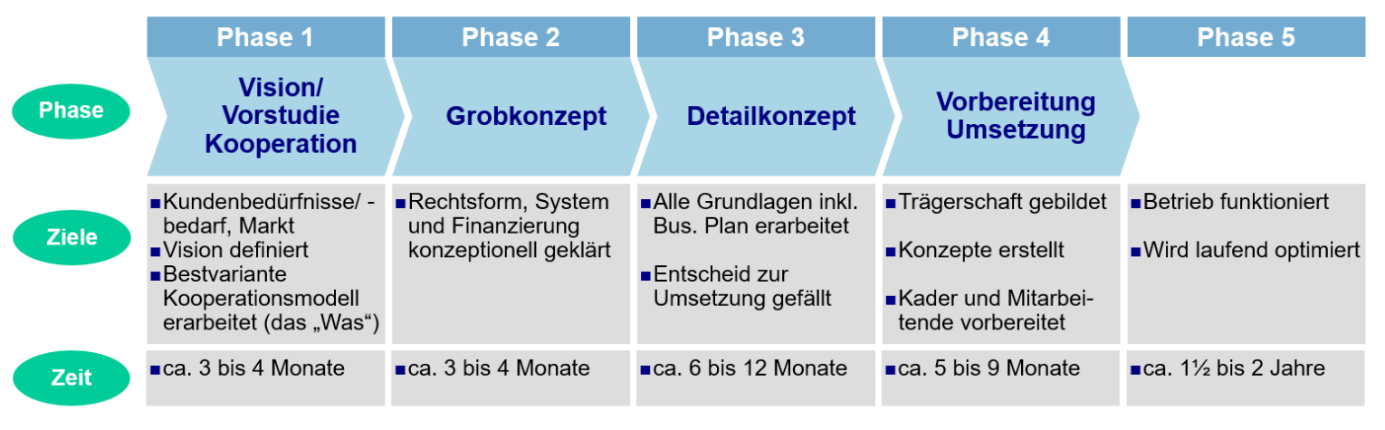 Phase 1
Phase 2
Phase 3
Phase 4
Phase 5
Phase
Vision/
Vorstudie
Kooperation
Grobkonzept
Detailkonzept
Vorbereitung
Umsetzung
Ziele
■Kundenbedürfnisse/ -
bedarf, Markt
■Vision definiert
■Bestvariante
Kooperationsmodell
erarbeitet (das „Was“)
■Rechtsform, System
und Finanzierung
konzeptionell geklärt
■Alle Grundlagen inkl.
Bus. Plan erarbeitet
■Entscheid zur
Umsetzung gefällt
■Trägerschaft gebildet
■Konzepte erstellt
■Kader und Mitarbei-
tende vorbereitet
■Betrieb funktioniert
■Wird laufend optimiert
Zeit
■ca. 3 bis 4 Monate
■ca. 3 bis 4 Monate
■ca. 6 bis 12 Monate
■ca. 5 bis 9 Monate
■ca. 1½ bis 2 Jahre